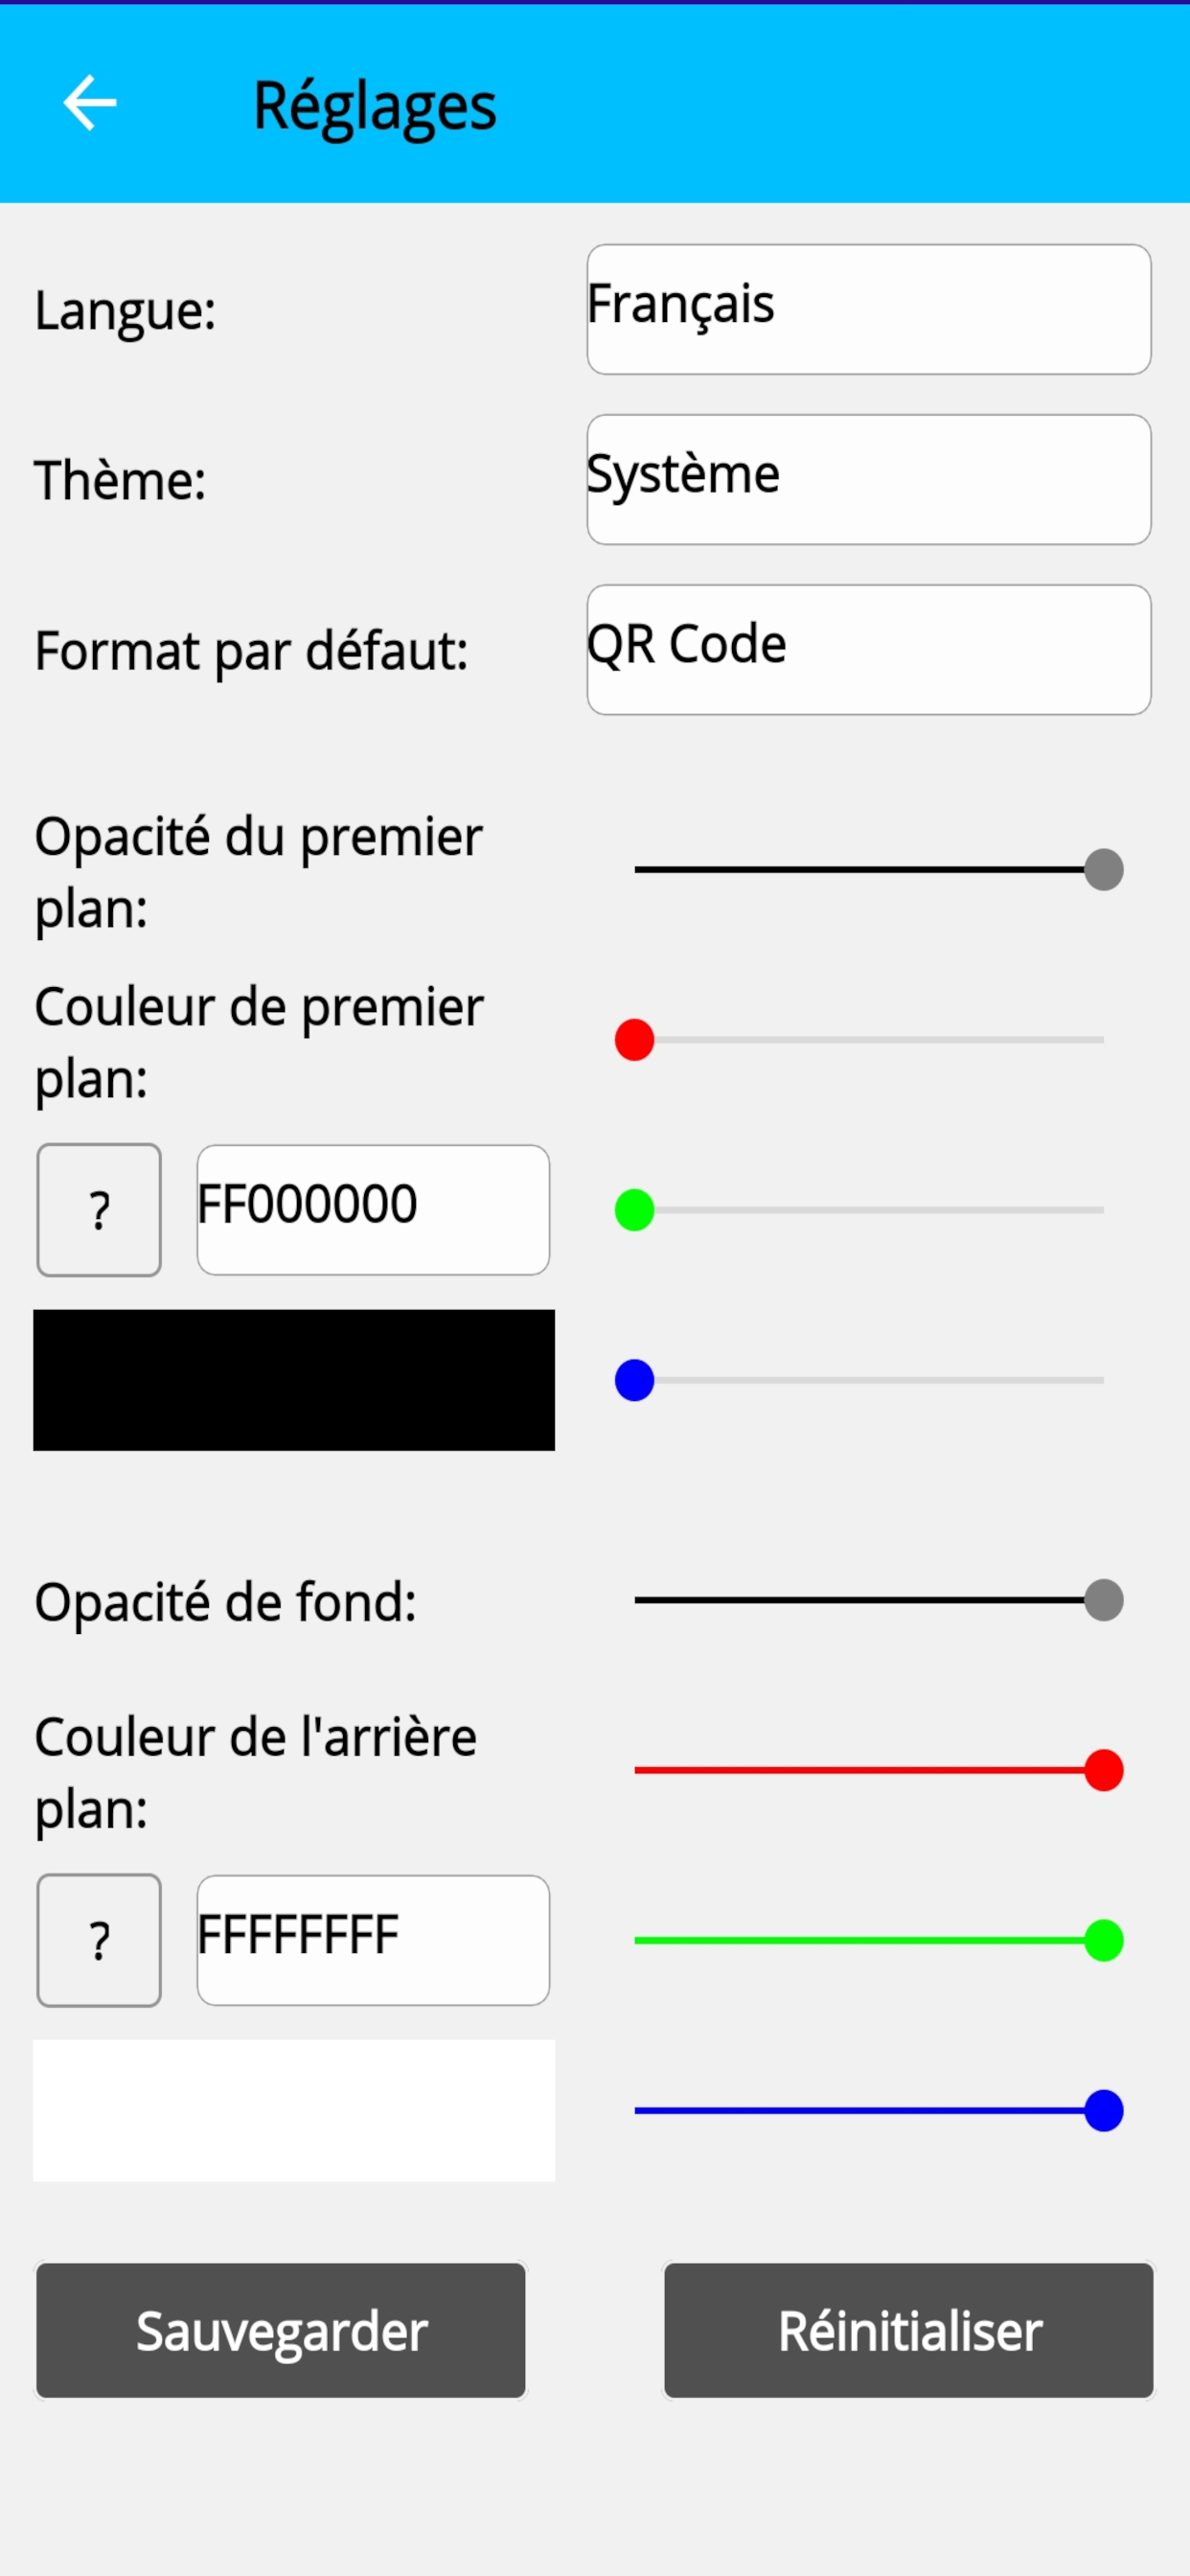 Réglages
Langue:
Français
Thème:
Système
Format par défaut:
QR Code
Opacité du premier
plan:
Couleur de premier
plan:
?
FF000000
Opacité de fond:
Couleur de l'arrière
plan:
?
FFFFFFFF
Sauvegarder
Réinitialiser